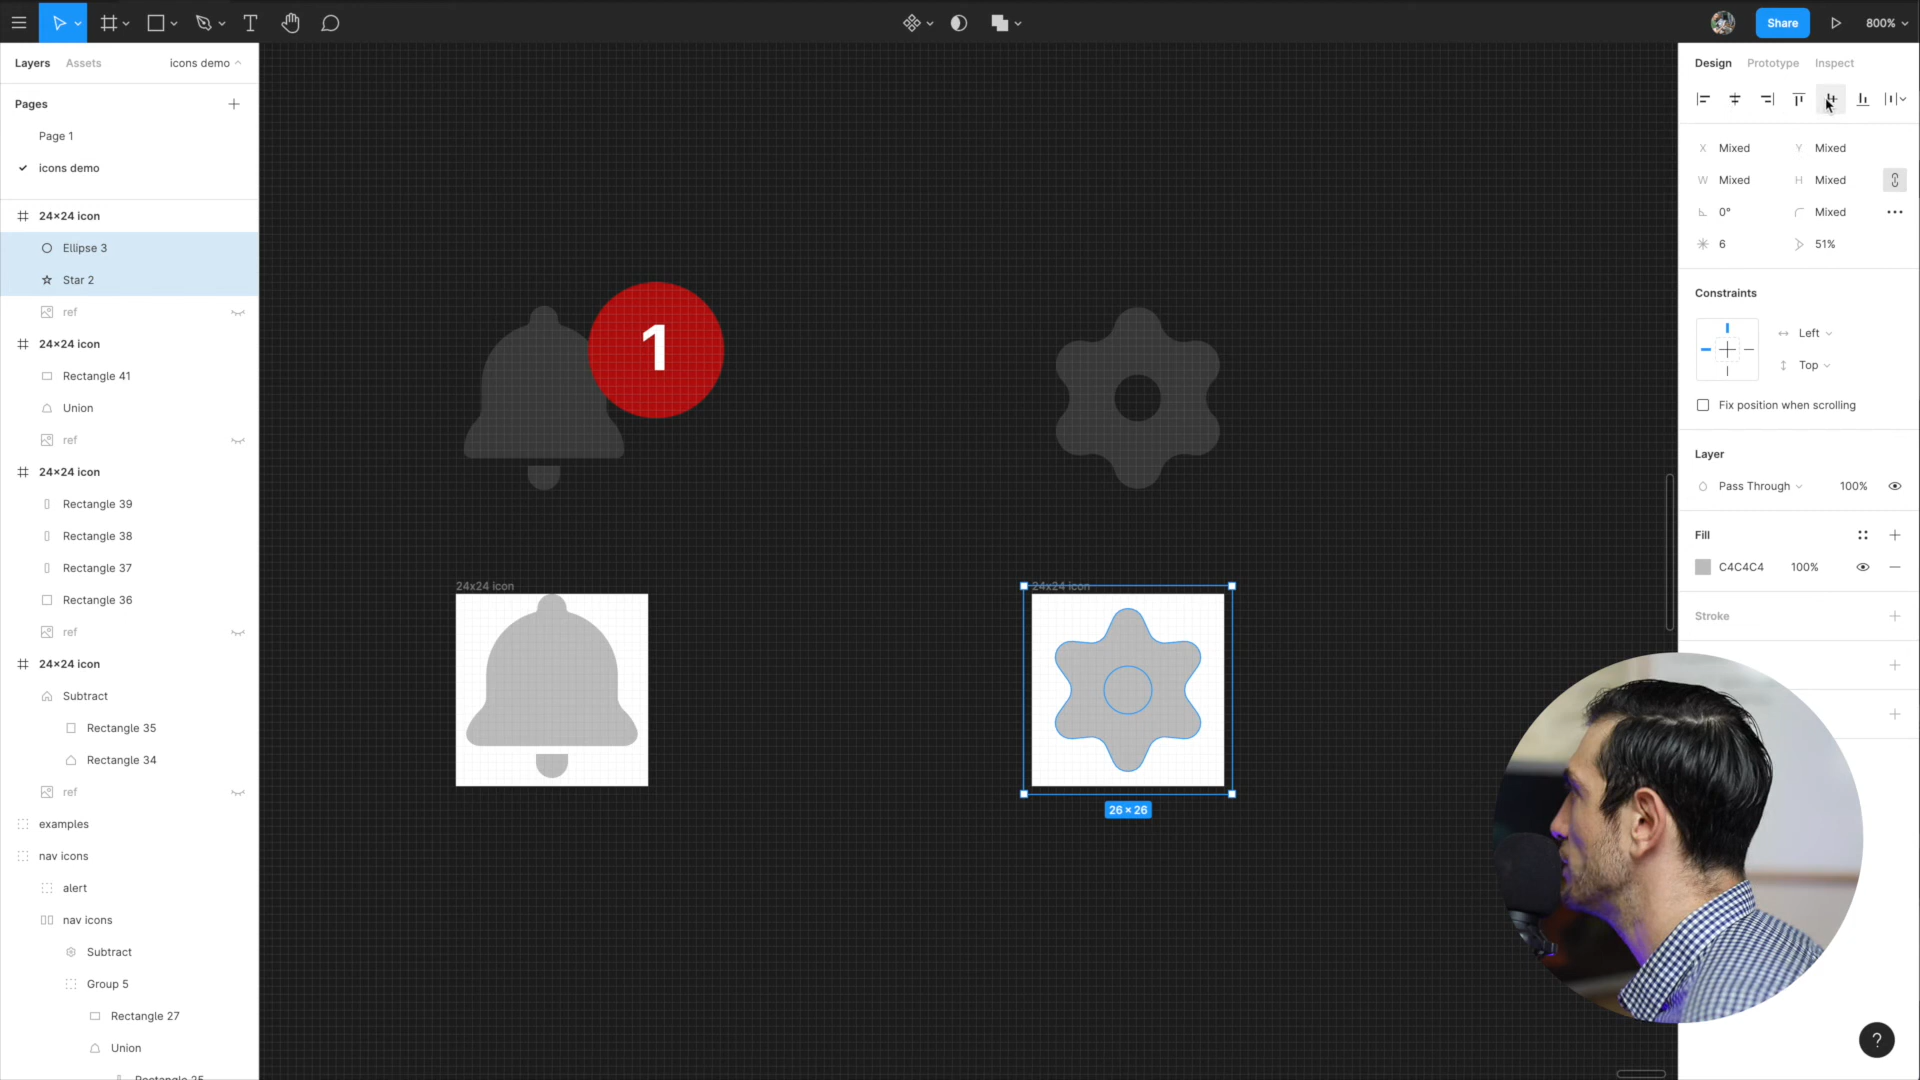 Share
800%
Layers
Assets
icons demo
Pages
Page 1
icons demo
24×24 icon
Ellipse 3
Star 2
ref
24×24 icon
Rectangle 41
Union
ref
24×24 icon
Rectangle 39
Rectangle 38
Rectangle 37
Rectangle 36
ref
24×24 icon
Subtract
Rectangle 35
Rectangle 34
ref
examples
nav icons
alert
nav icons
Subtract
Group 5
Rectangle 27
Union
Rectangle 25
1
24x24 icon
24x24 icon
26 × 26
Design
Prototype
Inspect
X Mixed
Y Mixed
W Mixed
H Mixed
0°
Mixed
6
51%
Constraints
Left
Top
Fix position when scrolling
Layer
Pass Through
100%
Fill
C4C4C4
100%
Stroke
?